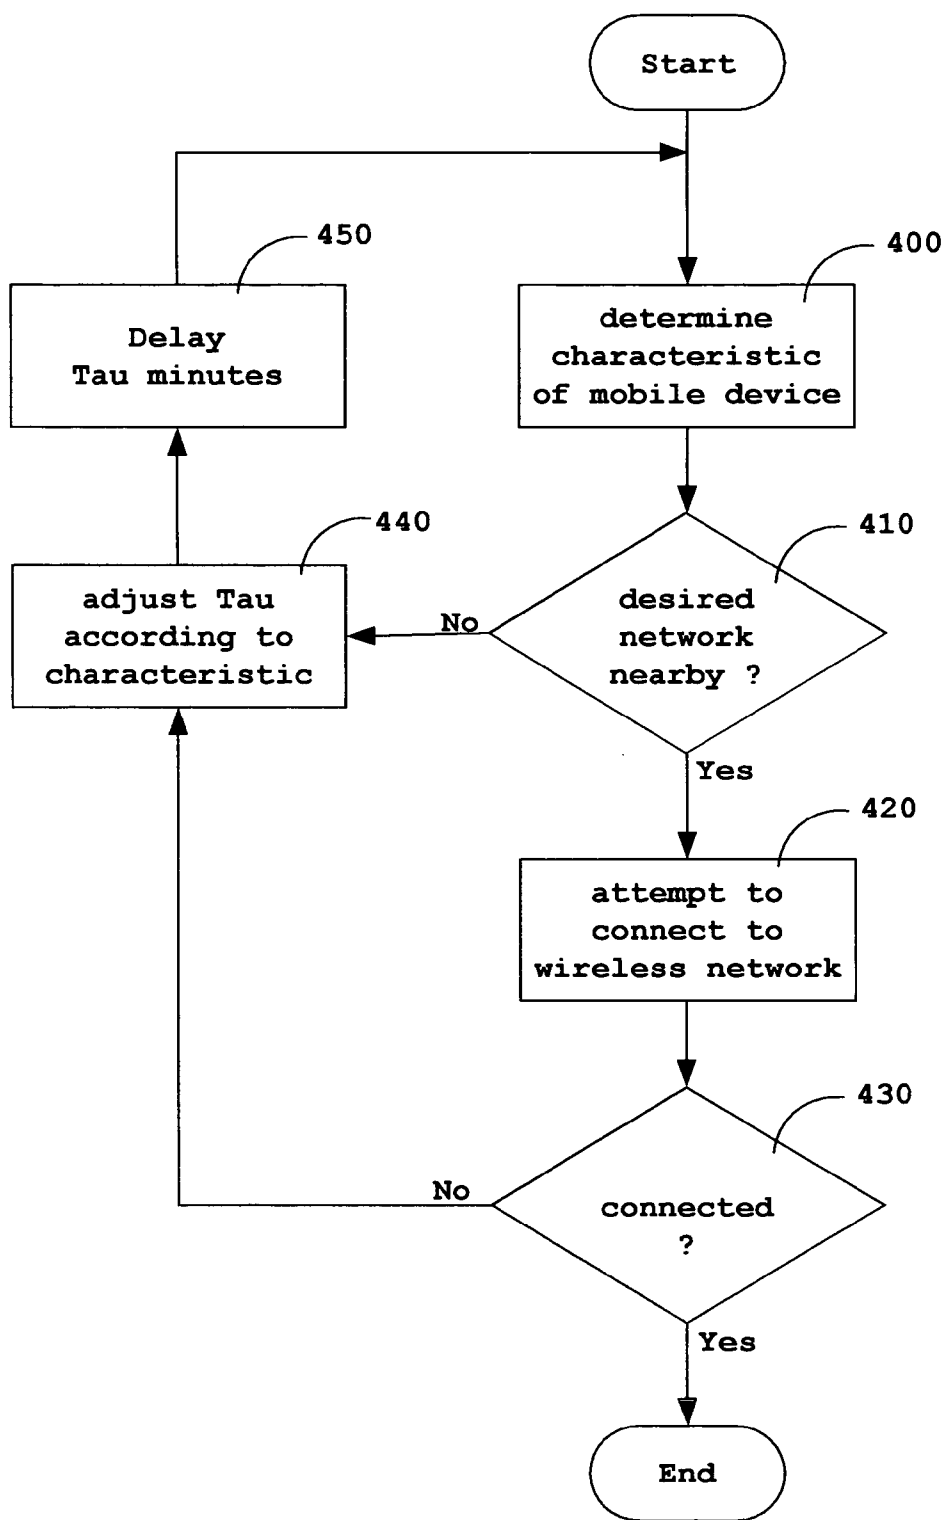 Start
450
400
Delay
Tau minutes
determine
characteristic
of mobile device
440
410
adjust Tau
according to
characteristic
No
desired
network
nearby ?
Yes
420
attempt to
connect to
wireless network
430
No
connected
?
Yes
End